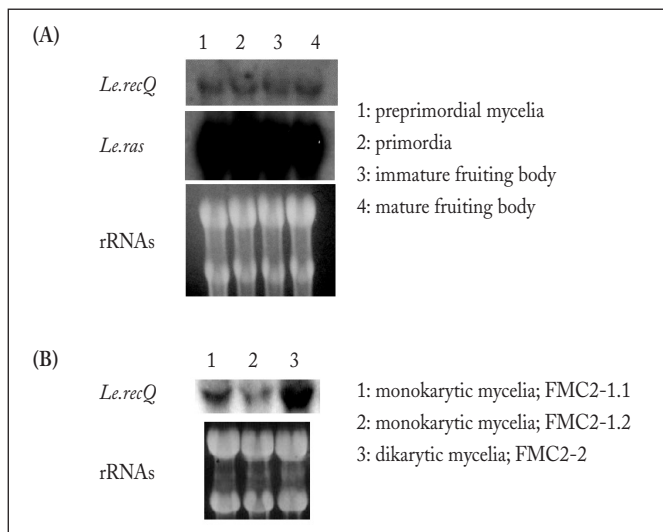 (A)
1 2 3 4
Le.recQ
Le.ras
rRNAs
1: preprimordial mycelia
2: primordia
3: immature fruiting body
4: mature fruiting body
(B)
1 2 3
Le.recQ
rRNAs
1: monokarytic mycelia; FMC2-1.1
2: monokarytic mycelia; FMC2-1.2
3: dikarytic mycelia; FMC2-2